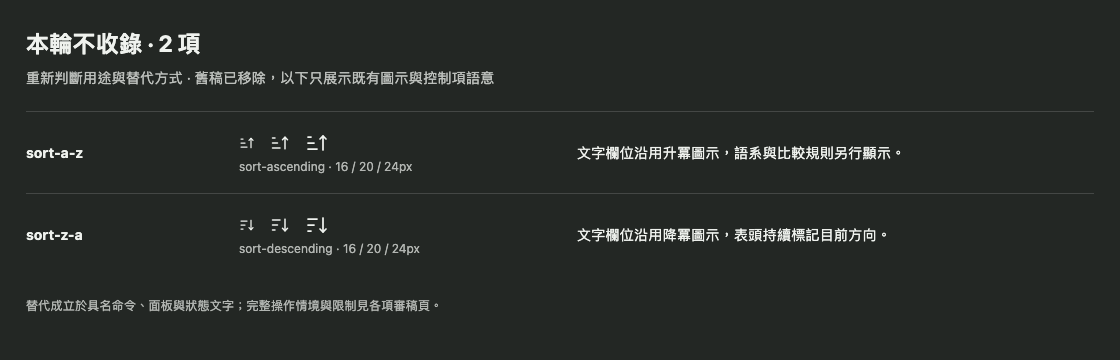 本輪不收錄 · 2 項
重新判斷用途與替代方式 · 舊稿已移除，以下只展示既有圖示與控制項語意
sort-a-z
sort-ascending · 16 / 20 / 24px
文字欄位沿用升冪圖示，語系與比較規則另行顯示。
sort-z-a
sort-descending · 16 / 20 / 24px
文字欄位沿用降冪圖示，表頭持續標記目前方向。
替代成立於具名命令、面板與狀態文字；完整操作情境與限制見各項審稿頁。